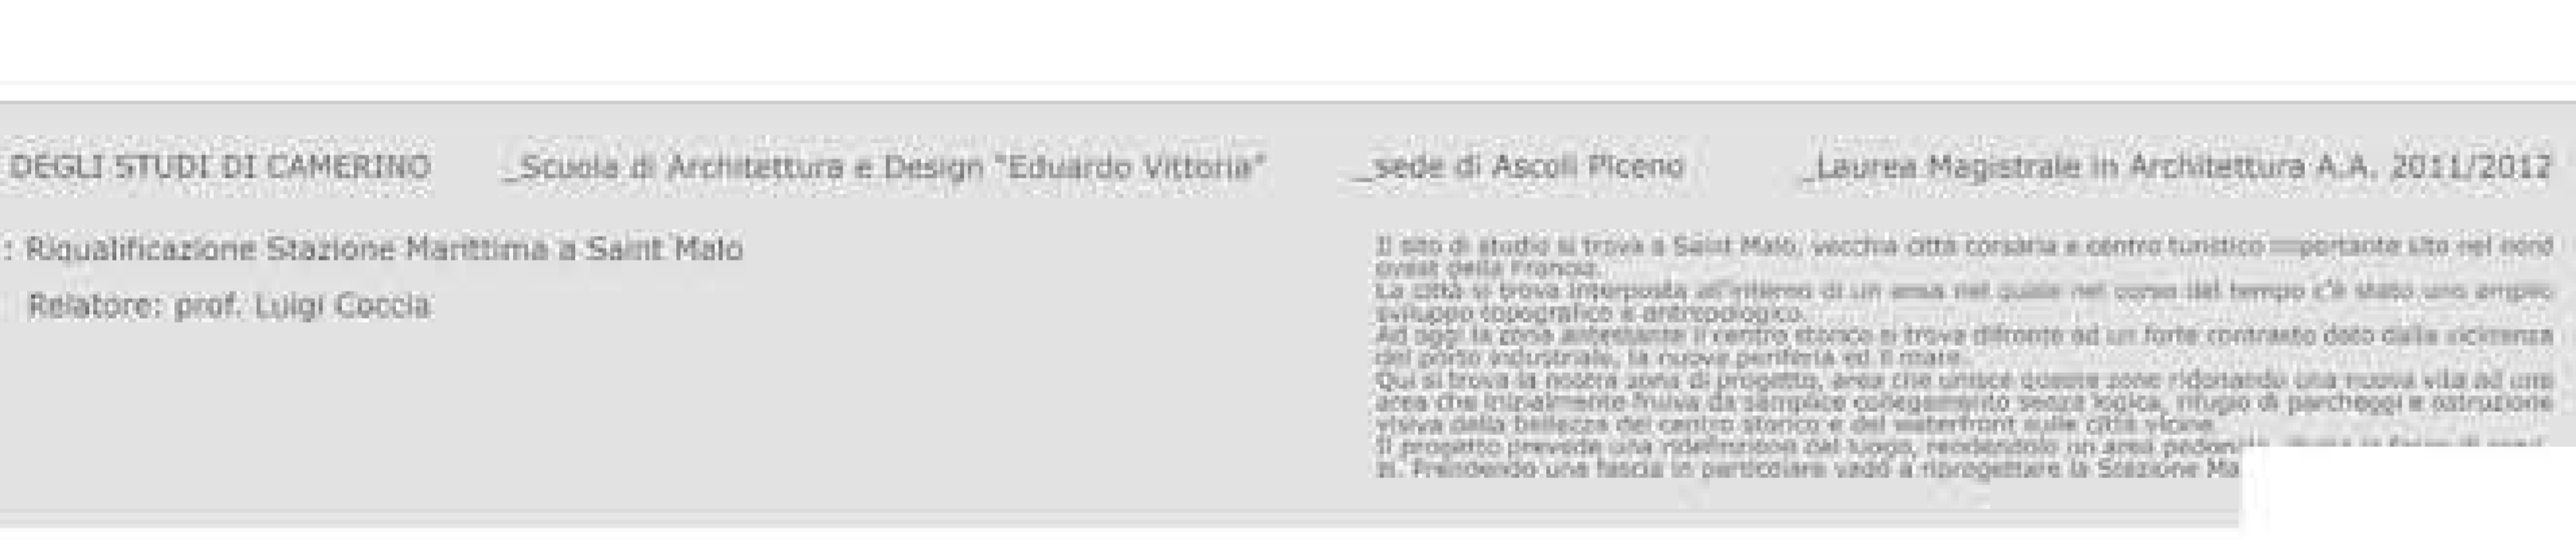 DEGLI STUDI DI CAMERINO _Scuola di Architettura e Design "Eduardo Vittoria" _sede di Ascoli Piceno _Laurea Magistrale in Architettura A.A. 2011/2012
: Riqualificazione Stazione Marittima a Saint Malo
Relatore: prof. Luigi Coccia
Il sito di studio si trova a Saint Malo, vecchia città corsara e centro turistico importante sito nel nord
ovest della Francia.
La città si trova interposta all'interno di un area nel quale nel corso del tempo c'è stato uno ampio
sviluppo topografico e antropologico.
Ad oggi la zona antestante il centro storico si trova difronte ad un forte contrasto dato dalla vicinanza
del porto industriale, la nuova periferia ed il mare.
Qui si trova la nostra zona di progetto, area che unisce queste zone ridonando una nuova vita ad una
area che inizialmente fruiva da semplice collegamento senza logica, rifugio di parcheggi e ostruzione
visiva della bellezza del centro storico e del waterfront sulle città vicine.
Il progetto prevede una ridefinizione del luogo, rendendolo un area
zi. Prendendo una fascia in particolare vado a riprogettare la Stazione Ma